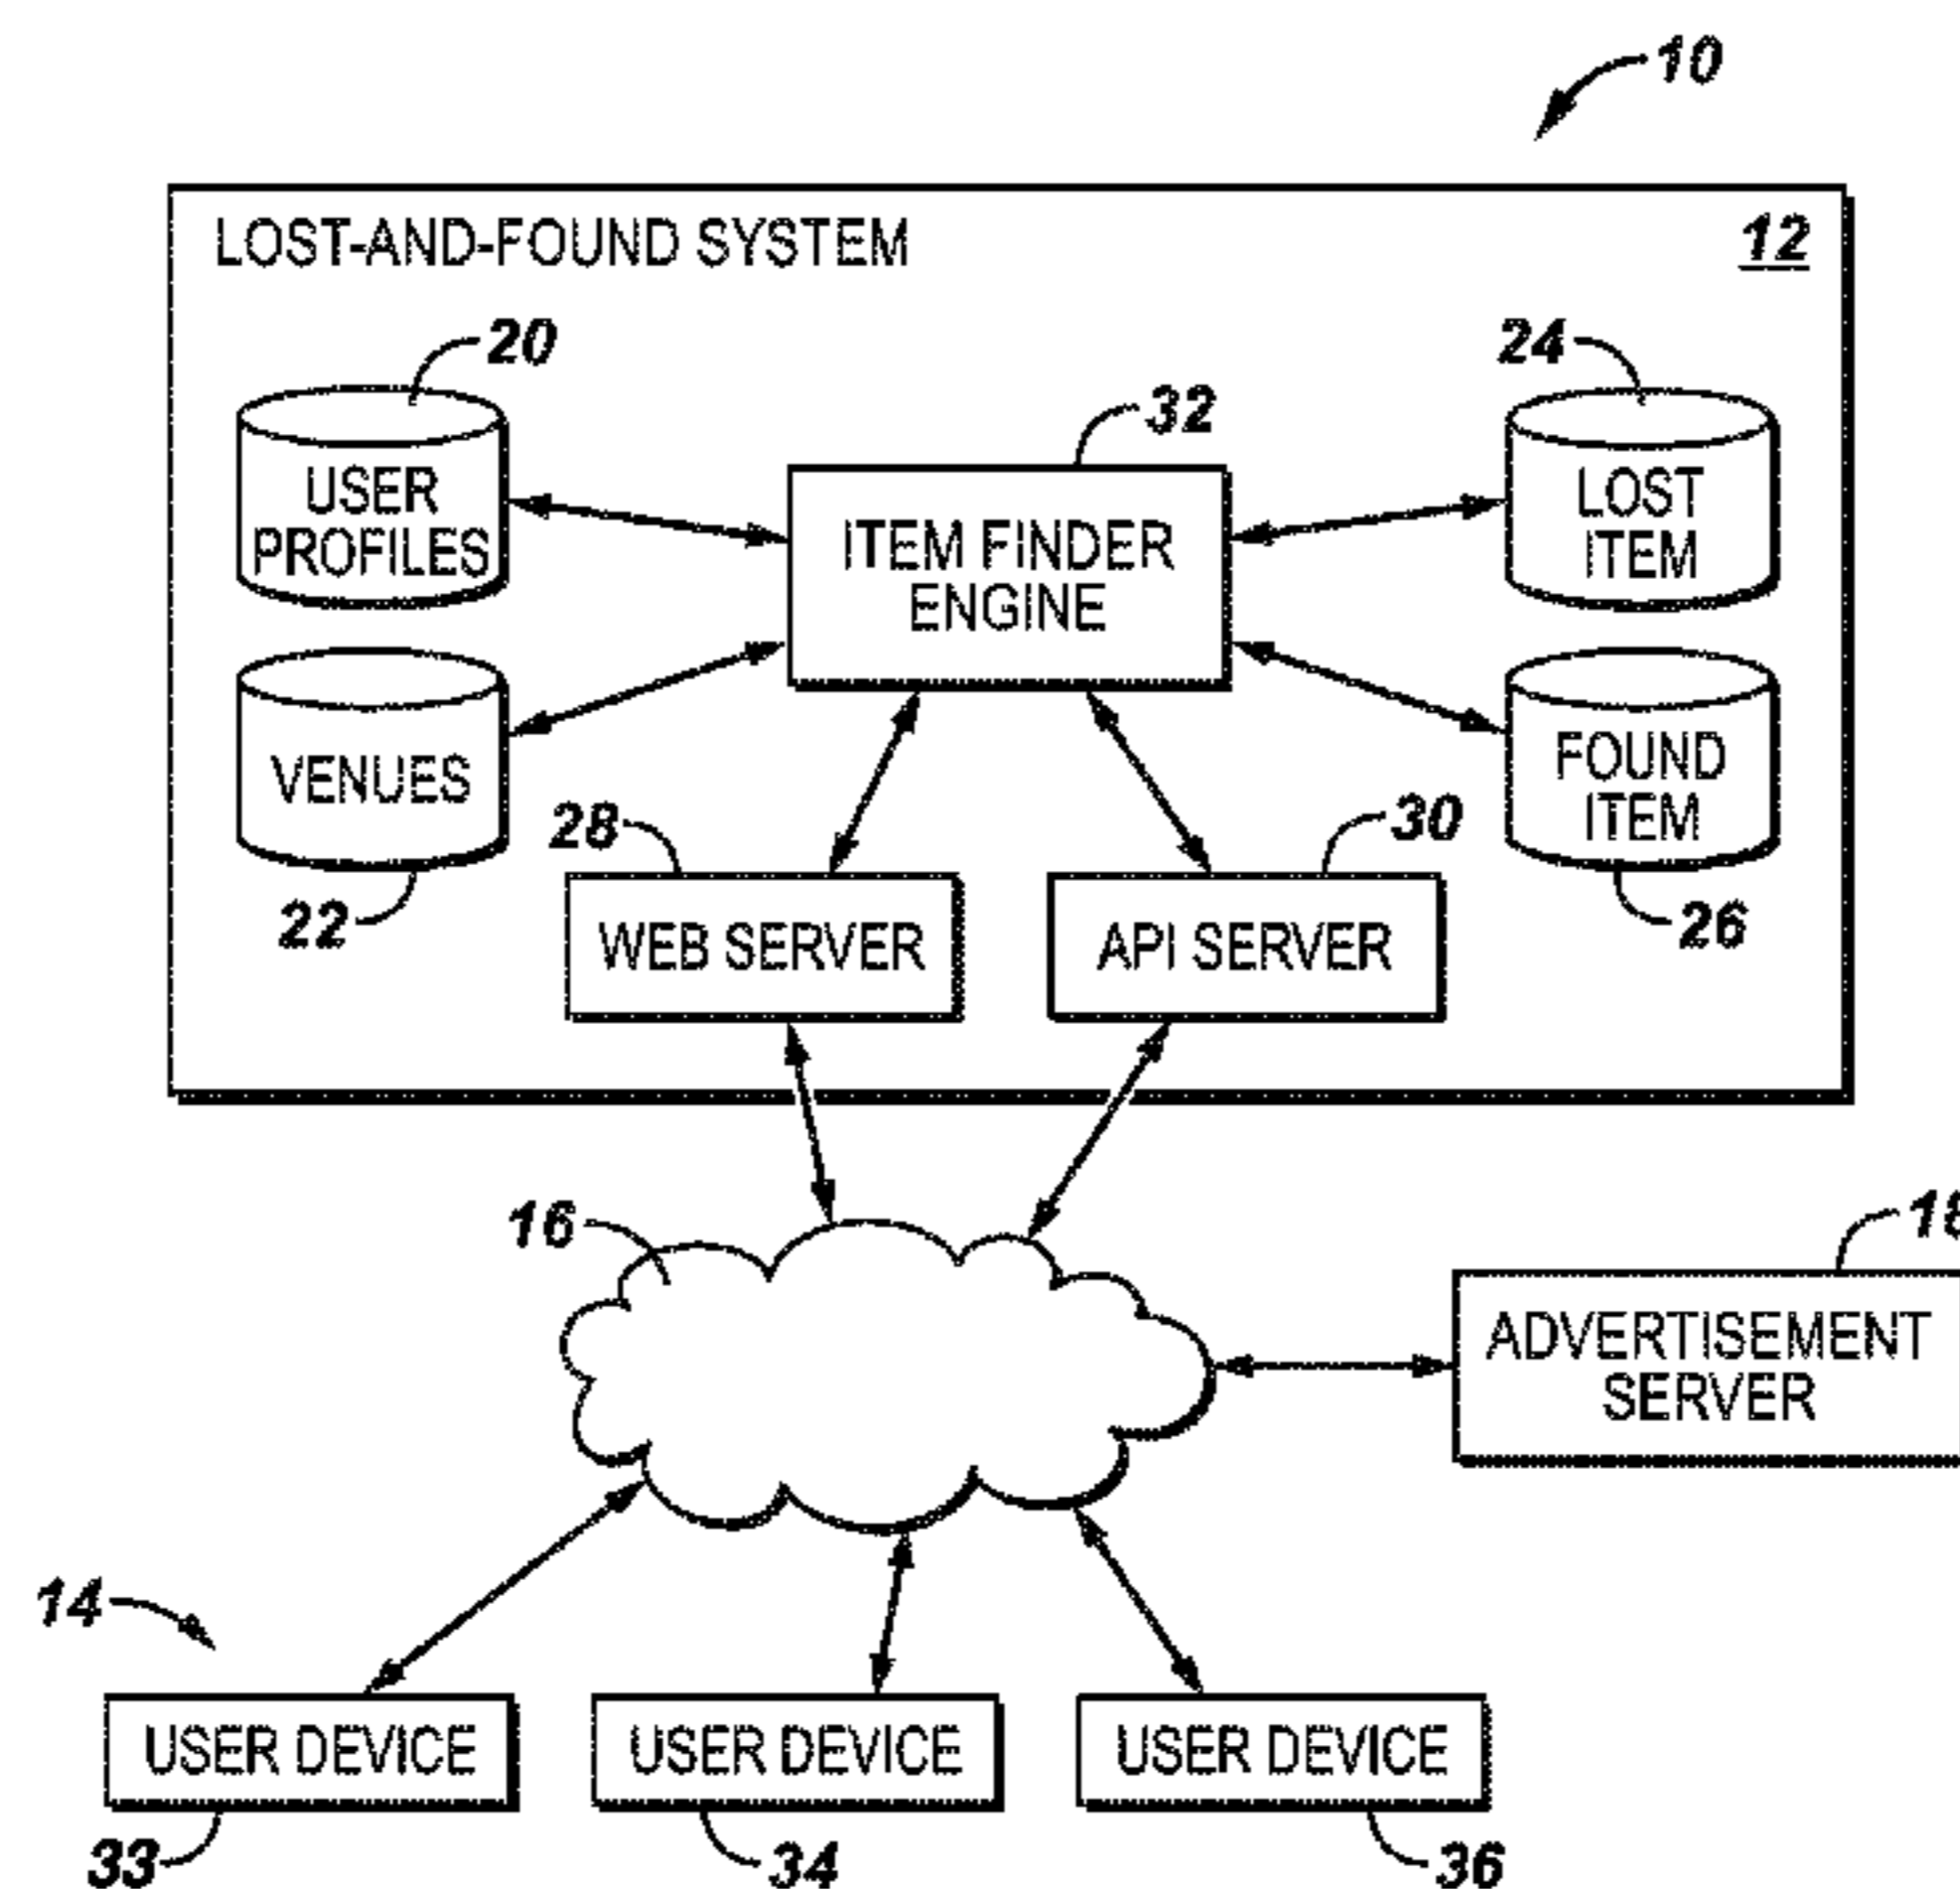 10
LOST-AND-FOUND SYSTEM
12
20
24
32
USER
PROFILES
ITEM FINDER
ENGINE
LOST
ITEM
VENUES
FOUND
ITEM
28
30
22
26
WEB SERVER
API SERVER
16
18
ADVERTISEMENT
SERVER
14
USER DEVICE
USER DEVICE
USER DEVICE
33
34
36